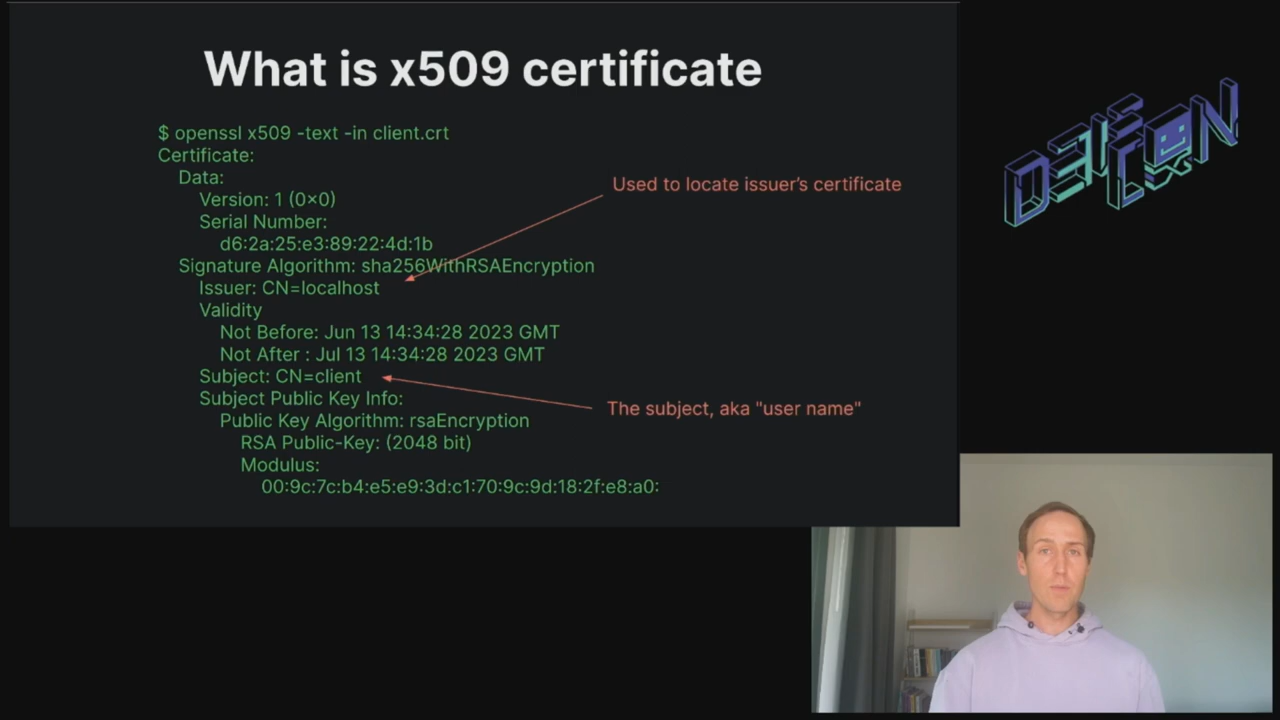 What is x509 certificate
$ openssl x509 -text -in client.crt
Certificate:
Data:
Version: 1 (0×0)
Used to locate issuer’s certificate
Serial Number:
d6:2a:25:e3:89:22:4d:1b
Signature Algorithm: sha256WithRSAEncryption
Issuer: CN=localhost
Validity
Not Before: Jun 13 14:34:28 2023 GMT
Not After : Jul 13 14:34:28 2023 GMT
Subject: CN=client
Subject Public Key Info:
The subject, aka "user name"
Public Key Algorithm: rsaEncryption
RSA Public-Key: (2048 bit)
Modulus:
00:9c:7c:b4:e5:e9:3d:c1:70:9c:9d:18:2f:e8:a0:
DEF
CON